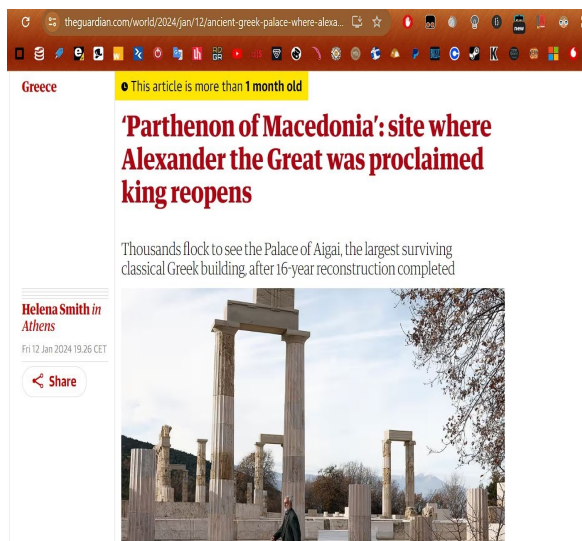 theguardian.com/world/2024/jan/12/ancient-greek-palace-where-alexa...
Greece
This article is more than 1 month old
‘Parthenon of Macedonia’: site where
Alexander the Great was proclaimed
king reopens
Thousands flock to see the Palace of Aigai, the largest surviving
classical Greek building, after 16-year reconstruction completed
Helena Smith in
Athens
Fri 12 Jan 2024 19.26 CET
Share